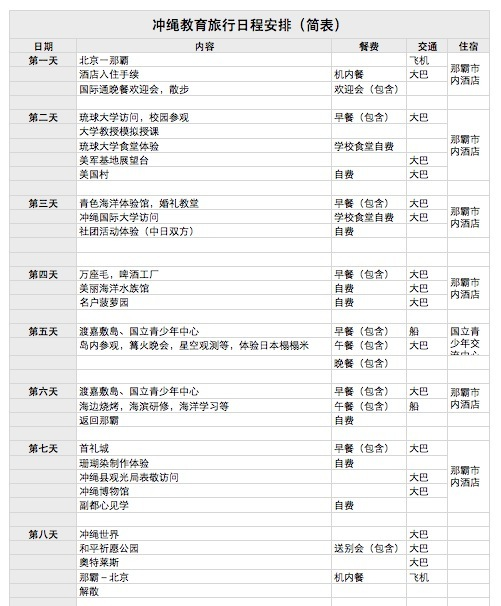 冲绳教育旅行日程安排（简表）
日期 内容 餐费 交通 住宿
第一天 北京－那霸 飞机 那霸市内酒店
酒店入住手续 机内餐 大巴
国际通晚餐欢迎会，散步 欢迎会（包含）
第二天 琉球大学访问，校园参观 早餐（包含） 大巴 那霸市内酒店
大学教授模拟授课
琉球大学食堂体验 学校食堂自费
美军基地展望台 大巴
美国村 自费 大巴
第三天 青色海洋体验馆，婚礼教堂 早餐（包含） 大巴 那霸市内酒店
冲绳国际大学访问 学校食堂自费 大巴
社团活动体验（中日双方） 自费
第四天 万座毛，啤酒工厂 早餐（包含） 大巴 那霸市内酒店
美丽海洋水族馆 自费 大巴
名户菠萝园 自费 大巴
第五天 渡嘉敷島、国立青少年中心 早餐（包含） 船 国立青少年交流中心
岛内参观，篝火晚会，星空观测等，体验日本榻榻米 午餐（包含） 大巴
晚餐（包含）
第六天 渡嘉敷島、国立青少年中心 早餐（包含） 大巴 那霸市内酒店
海边烧烤，海滨研修，海洋学习等 午餐（包含） 船
返回那霸 自费
第七天 首礼城 早餐（包含） 大巴 那霸市内酒店
珊瑚染制作体验 自费
冲绳县观光局表敬访问 大巴
冲绳博物馆 大巴
副都心见学 自费
第八天 冲绳世界 大巴
和平祈愿公园 送别会（包含） 大巴
奥特莱斯 大巴
那霸－北京 机内餐 飞机
解散